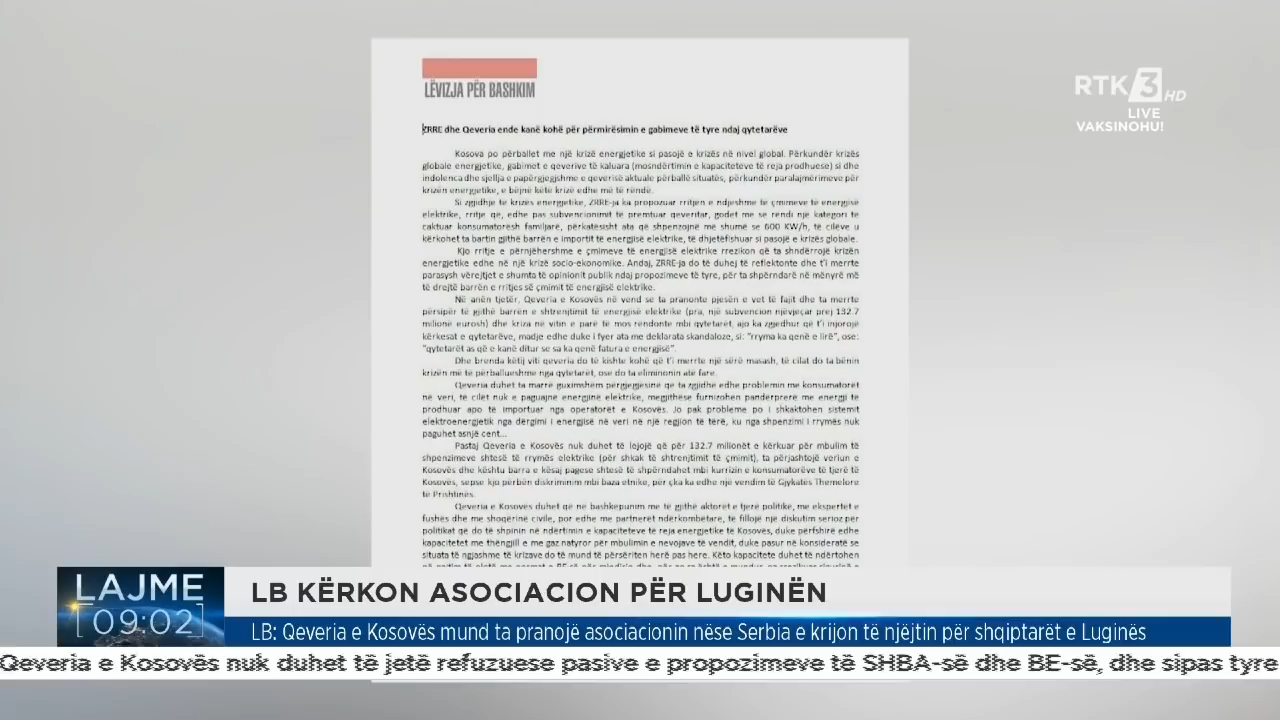 LËVIZJA PËR BASHKIM
RTK 3 HD
LIVE
VAKSINOHU!
ZRRE dhe Qeveria ende kanë kohë për përmirësimin e gabimeve të tyre ndaj qytetarëve
Kosova po përballet me një krizë energjetike si pasojë e krizës në nivel global. Përkundër krizës
globale energjetike, gabimet e qeverive të kaluara (mosndërtimin e kapaciteteve të reja prodhuese) si dhe
indolenca dhe sjellja e papërgjegjshme e qeverisë aktuale përballë situatës, përkundër paralajmërimeve për
krizën energjetike, e bëjnë këtë krizë edhe më të rëndë.
Si zgjidhje të krizës energjetike, ZRRE-ja ka propozuar rritjen e ndjeshme të çmimeve të energjisë
elektrike, rritje që, edhe pas subvencionimit të premtuar qeveritar, godet më së rëndi një kategori të
caktuar konsumatorësh familjarë, përkatësisht ata që shpenzojnë më shumë se 600 KW/h, të cilëve u
kërkohet ta bartin gjithë barrën e importit të energjisë elektrike, të dhjetëfishuar si pasojë e krizës globale.
Kjo rritje e përnjëhershme e çmimeve të energjisë elektrike rrezikon që ta shndërrojë krizën
energjetike edhe në një krizë socio-ekonomike. Andaj, ZRRE-ja do të duhej të reflektonte dhe t'i merrte
parasysh vërejtjet e shumta të opinionit publik ndaj propozimeve të tyre, për ta shpërndarë në mënyrë më
të drejtë barrën e rritjes së çmimit të energjisë elektrike.
Në anën tjetër, Qeveria e Kosovës në vend se ta pranonte pjesën e vet të fajit dhe ta merrte
përsipër të gjithë barrën e shtrenjtimit të energjisë elektrike (pra, një subvencion njëvjeçar prej 132.7
milionë eurosh) dhe kriza në vitin e parë të mos rëndonte mbi qytetarët, ajo ka zgjedhur që t'i injorojë
kërkesat e qytetarëve, madje edhe duke i fyer ata me deklarata skandaloze, si: "rryma ka qenë e lirë", ose:
"qytetarët as që e kanë ditur se sa ka qenë fatura e energjisë".
Dhe brenda këtij viti qeveria do të kishte kohë që t'i merrte një sërë masash, të cilat do ta bënin
krizën më të përballueshme nga qytetarët, ose do ta eliminonin atë fare.
Qeveria duhet ta marrë guximshëm përgjegjësinë që ta zgjidhë edhe problemin me konsumatorët
në veri, të cilët nuk e paguajnë energjinë elektrike, megjithëse furnizohen pandërprerë me energji të
prodhuar apo të importuar nga operatorët e Kosovës. Jo pak probleme po i shkaktohen sistemit
elektroenergjetik nga dërgimi i energjisë në veri në një regjion të tërë, ku nga shpenzimi i rrymës nuk
paguhet asnjë cent...
Pastaj Qeveria e Kosovës nuk duhet të lejojë që për 132.7 milionët e kërkuar për mbulim të
shpenzimeve shtesë të rrymës elektrike (për shkak të shtrenjtimit të çmimit), ta përjashtojë veriun e
Kosovës dhe kështu barra e kësaj pagese shtesë të shpërndahet mbi kurrizin e konsumatorëve të tjerë të
Kosovës, sepse kjo përbën diskriminim mbi baza etnike, për çka ka edhe një vendim të Gjykatës Themelore
të Prishtinës.
Qeveria e Kosovës duhet që në bashkëpunim me të gjithë aktorët e tjerë politikë, me ekspertët e
fushës dhe me shoqërinë civile, por edhe me partnerët ndërkombëtarë, të fillojë një diskutim serioz për
politikat që do të shpinin në ndërtimin e kapaciteteve të reja energjetike të Kosovës, duke përfshirë edhe
kapacitetet me thëngjill e me gaz natyror për mbulimin e nevojave të vendit, duke pasur në konsideratë se
situata të ngjashme të krizave do të mund të përsëriten herë pas here. Këto kapacitete duhet të ndërtohen
LAJME
09:02
LB KËRKON ASOCIACION PËR LUGINËN
LB: Qeveria e Kosovës mund ta pranojë asociacionin nëse Serbia e krijon të njëjtin për shqiptarët e Luginës
Qeveria e Kosovës nuk duhet të jetë refuzuese pasive e propozimeve të SHBA-së dhe BE-së, dhe sipas tyre